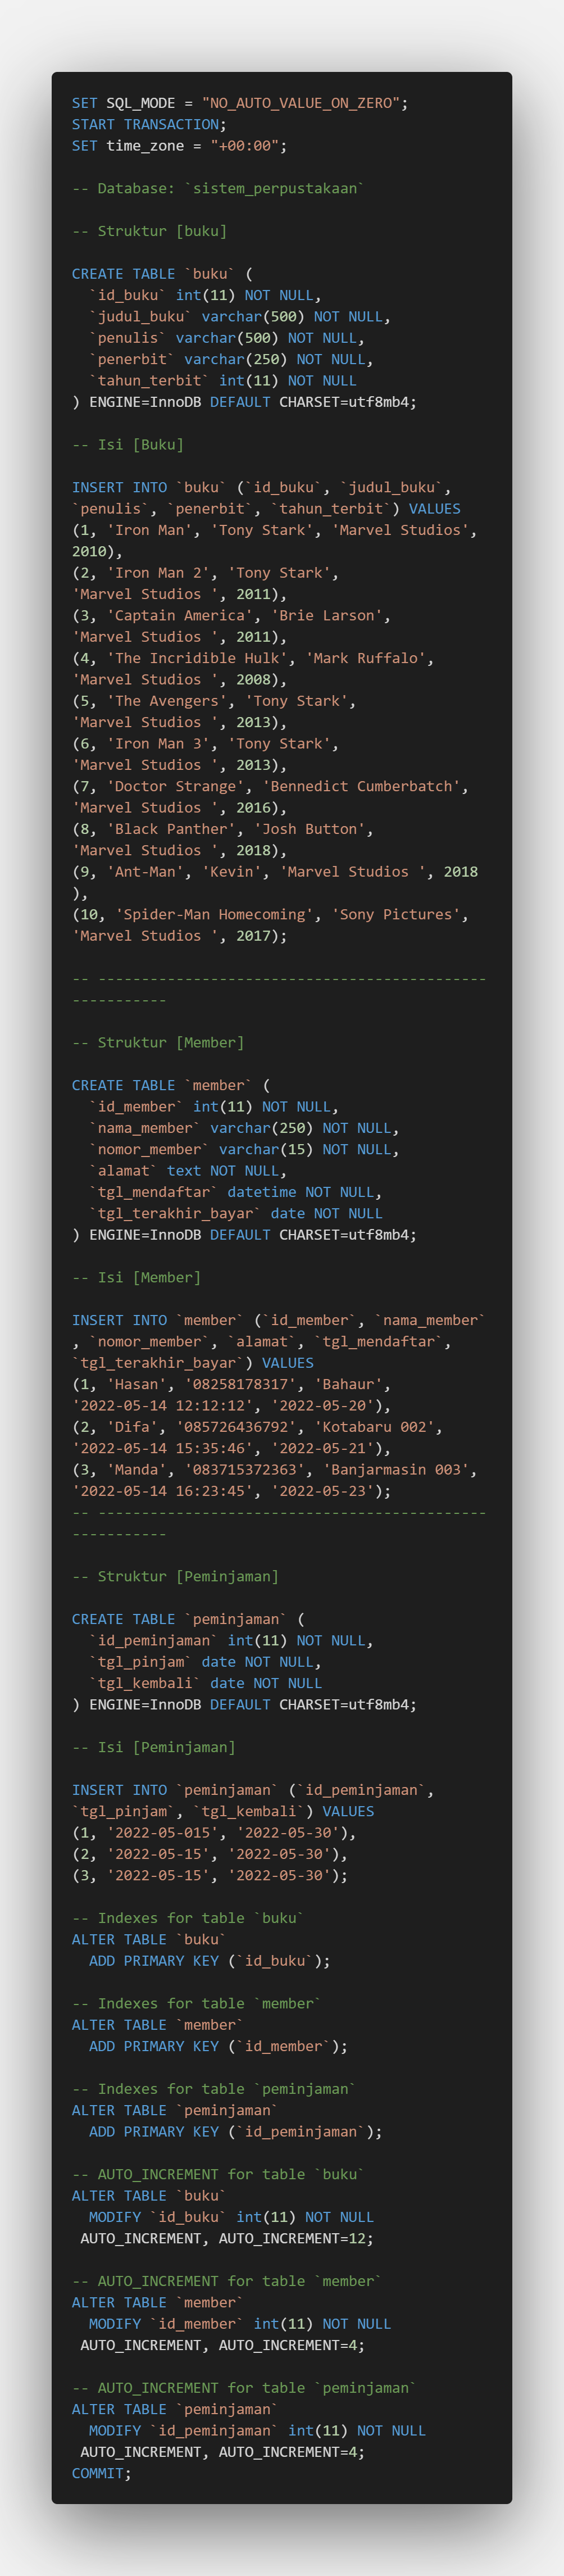 SET SQL_MODE = "NO_AUTO_VALUE_ON_ZERO";
START TRANSACTION;
SET time_zone = "+00:00";

-- Database: `sistem_perpustakaan`

-- Struktur [buku]

CREATE TABLE `buku` (
  `id_buku` int(11) NOT NULL,
  `judul_buku` varchar(500) NOT NULL,
  `penulis` varchar(500) NOT NULL,
  `penerbit` varchar(250) NOT NULL,
  `tahun_terbit` int(11) NOT NULL
) ENGINE=InnoDB DEFAULT CHARSET=utf8mb4;

-- Isi [Buku]

INSERT INTO `buku` (`id_buku`, `judul_buku`,
`penulis`, `penerbit`, `tahun_terbit`) VALUES
(1, 'Iron Man', 'Tony Stark', 'Marvel Studios',
2010),
(2, 'Iron Man 2', 'Tony Stark',
'Marvel Studios ', 2011),
(3, 'Captain America', 'Brie Larson',
'Marvel Studios ', 2011),
(4, 'The Incridible Hulk', 'Mark Ruffalo',
'Marvel Studios ', 2008),
(5, 'The Avengers', 'Tony Stark',
'Marvel Studios ', 2013),
(6, 'Iron Man 3', 'Tony Stark',
'Marvel Studios ', 2013),
(7, 'Doctor Strange', 'Bennedict Cumberbatch',
'Marvel Studios ', 2016),
(8, 'Black Panther', 'Josh Button',
'Marvel Studios ', 2018),
(9, 'Ant-Man', 'Kevin', 'Marvel Studios ', 2018
),
(10, 'Spider-Man Homecoming', 'Sony Pictures',
'Marvel Studios ', 2017);

-- ---------------------------------------------
-----------

-- Struktur [Member]

CREATE TABLE `member` (
  `id_member` int(11) NOT NULL,
  `nama_member` varchar(250) NOT NULL,
  `nomor_member` varchar(15) NOT NULL,
  `alamat` text NOT NULL,
  `tgl_mendaftar` datetime NOT NULL,
  `tgl_terakhir_bayar` date NOT NULL
) ENGINE=InnoDB DEFAULT CHARSET=utf8mb4;

-- Isi [Member]

INSERT INTO `member` (`id_member`, `nama_member`
, `nomor_member`, `alamat`, `tgl_mendaftar`,
`tgl_terakhir_bayar`) VALUES
(1, 'Hasan', '08258178317', 'Bahaur',
'2022-05-14 12:12:12', '2022-05-20'),
(2, 'Difa', '085726436792', 'Kotabaru 002',
'2022-05-14 15:35:46', '2022-05-21'),
(3, 'Manda', '083715372363', 'Banjarmasin 003',
'2022-05-14 16:23:45', '2022-05-23');
-- ---------------------------------------------
-----------

-- Struktur [Peminjaman]

CREATE TABLE `peminjaman` (
  `id_peminjaman` int(11) NOT NULL,
  `tgl_pinjam` date NOT NULL,
  `tgl_kembali` date NOT NULL
) ENGINE=InnoDB DEFAULT CHARSET=utf8mb4;

-- Isi [Peminjaman]

INSERT INTO `peminjaman` (`id_peminjaman`,
`tgl_pinjam`, `tgl_kembali`) VALUES
(1, '2022-05-015', '2022-05-30'),
(2, '2022-05-15', '2022-05-30'),
(3, '2022-05-15', '2022-05-30');

-- Indexes for table `buku`
ALTER TABLE `buku`
  ADD PRIMARY KEY (`id_buku`);

-- Indexes for table `member`
ALTER TABLE `member`
  ADD PRIMARY KEY (`id_member`);

-- Indexes for table `peminjaman`
ALTER TABLE `peminjaman`
  ADD PRIMARY KEY (`id_peminjaman`);

-- AUTO_INCREMENT for table `buku`
ALTER TABLE `buku`
  MODIFY `id_buku` int(11) NOT NULL
 AUTO_INCREMENT, AUTO_INCREMENT=12;

-- AUTO_INCREMENT for table `member`
ALTER TABLE `member`
  MODIFY `id_member` int(11) NOT NULL
 AUTO_INCREMENT, AUTO_INCREMENT=4;

-- AUTO_INCREMENT for table `peminjaman`
ALTER TABLE `peminjaman`
  MODIFY `id_peminjaman` int(11) NOT NULL
 AUTO_INCREMENT, AUTO_INCREMENT=4;
COMMIT;